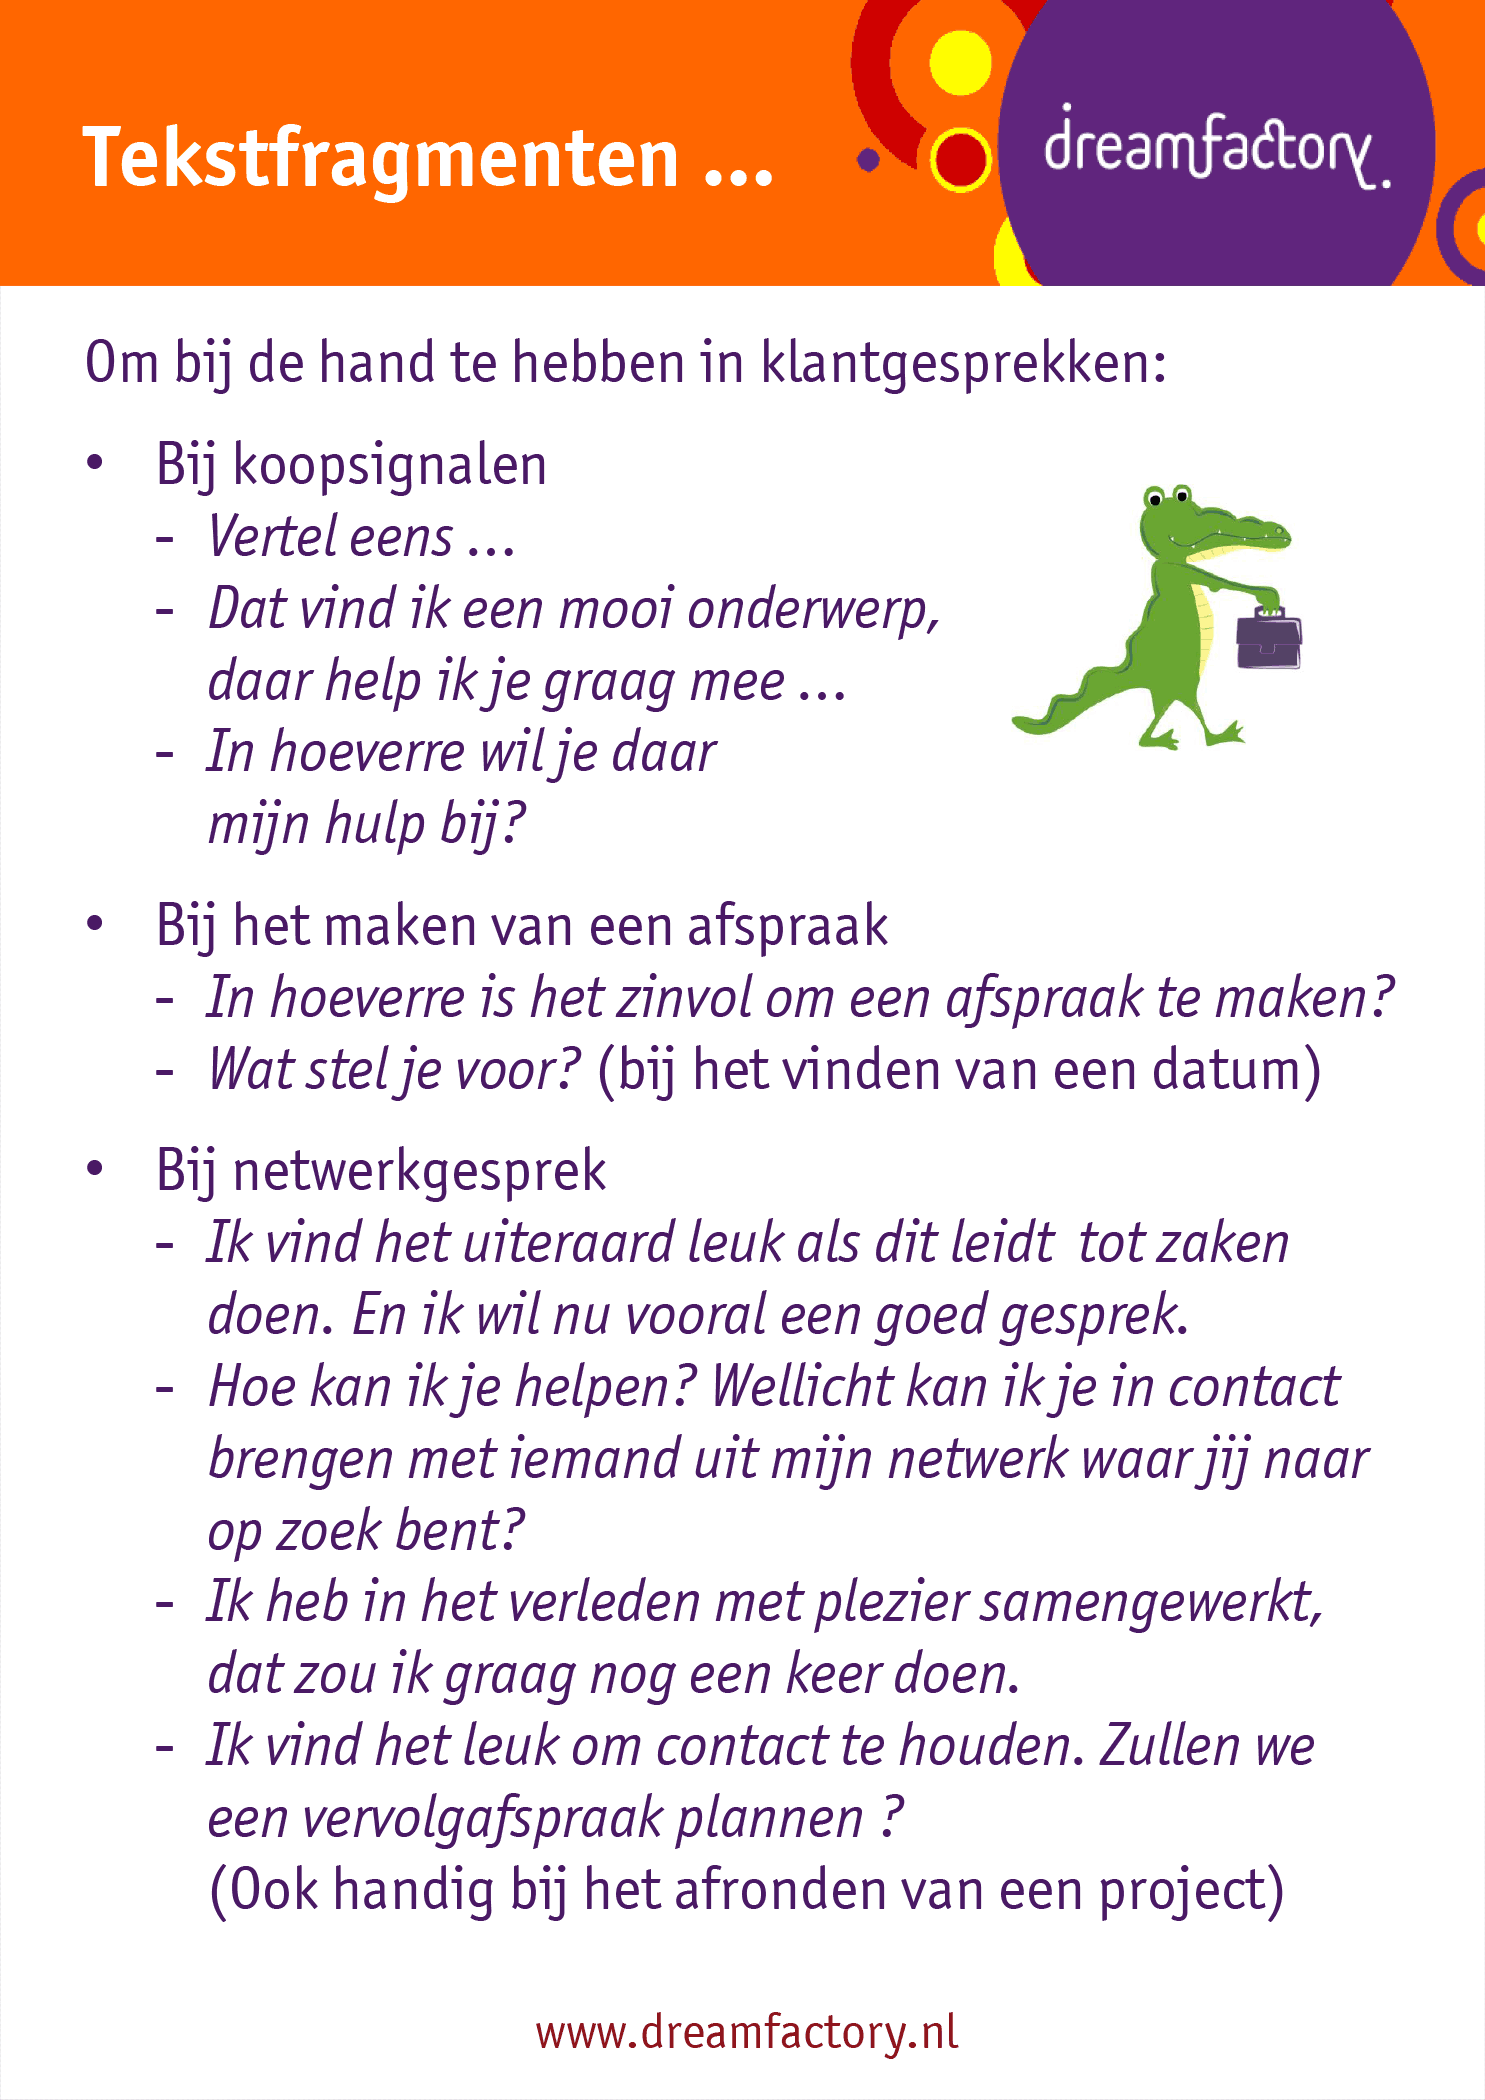 Tekstfragmenten ...
dreamfactory.
Om bij de hand te hebben in klantgesprekken:
• Bij koopsignalen
- Vertel eens ...
- Dat vind ik een mooi onderwerp,
daar help ik je graag mee ...
- In hoeverre wil je daar
mijn hulp bij?
• Bij het maken van een afspraak
- In hoeverre is het zinvol om een afspraak te maken?
- Wat stel je voor? (bij het vinden van een datum)
• Bij netwerkgesprek
- Ik vind het uiteraard leuk als dit leidt tot zaken
doen. En ik wil nu vooral een goed gesprek.
- Hoe kan ik je helpen? Wellicht kan ik je in contact
brengen met iemand uit mijn netwerk waar jij naar
op zoek bent?
- Ik heb in het verleden met plezier samengewerkt,
dat zou ik graag nog een keer doen.
- Ik vind het leuk om contact te houden. Zullen we
een vervolgafspraak plannen ?
(Ook handig bij het afronden van een project)
www.dreamfactory.nl